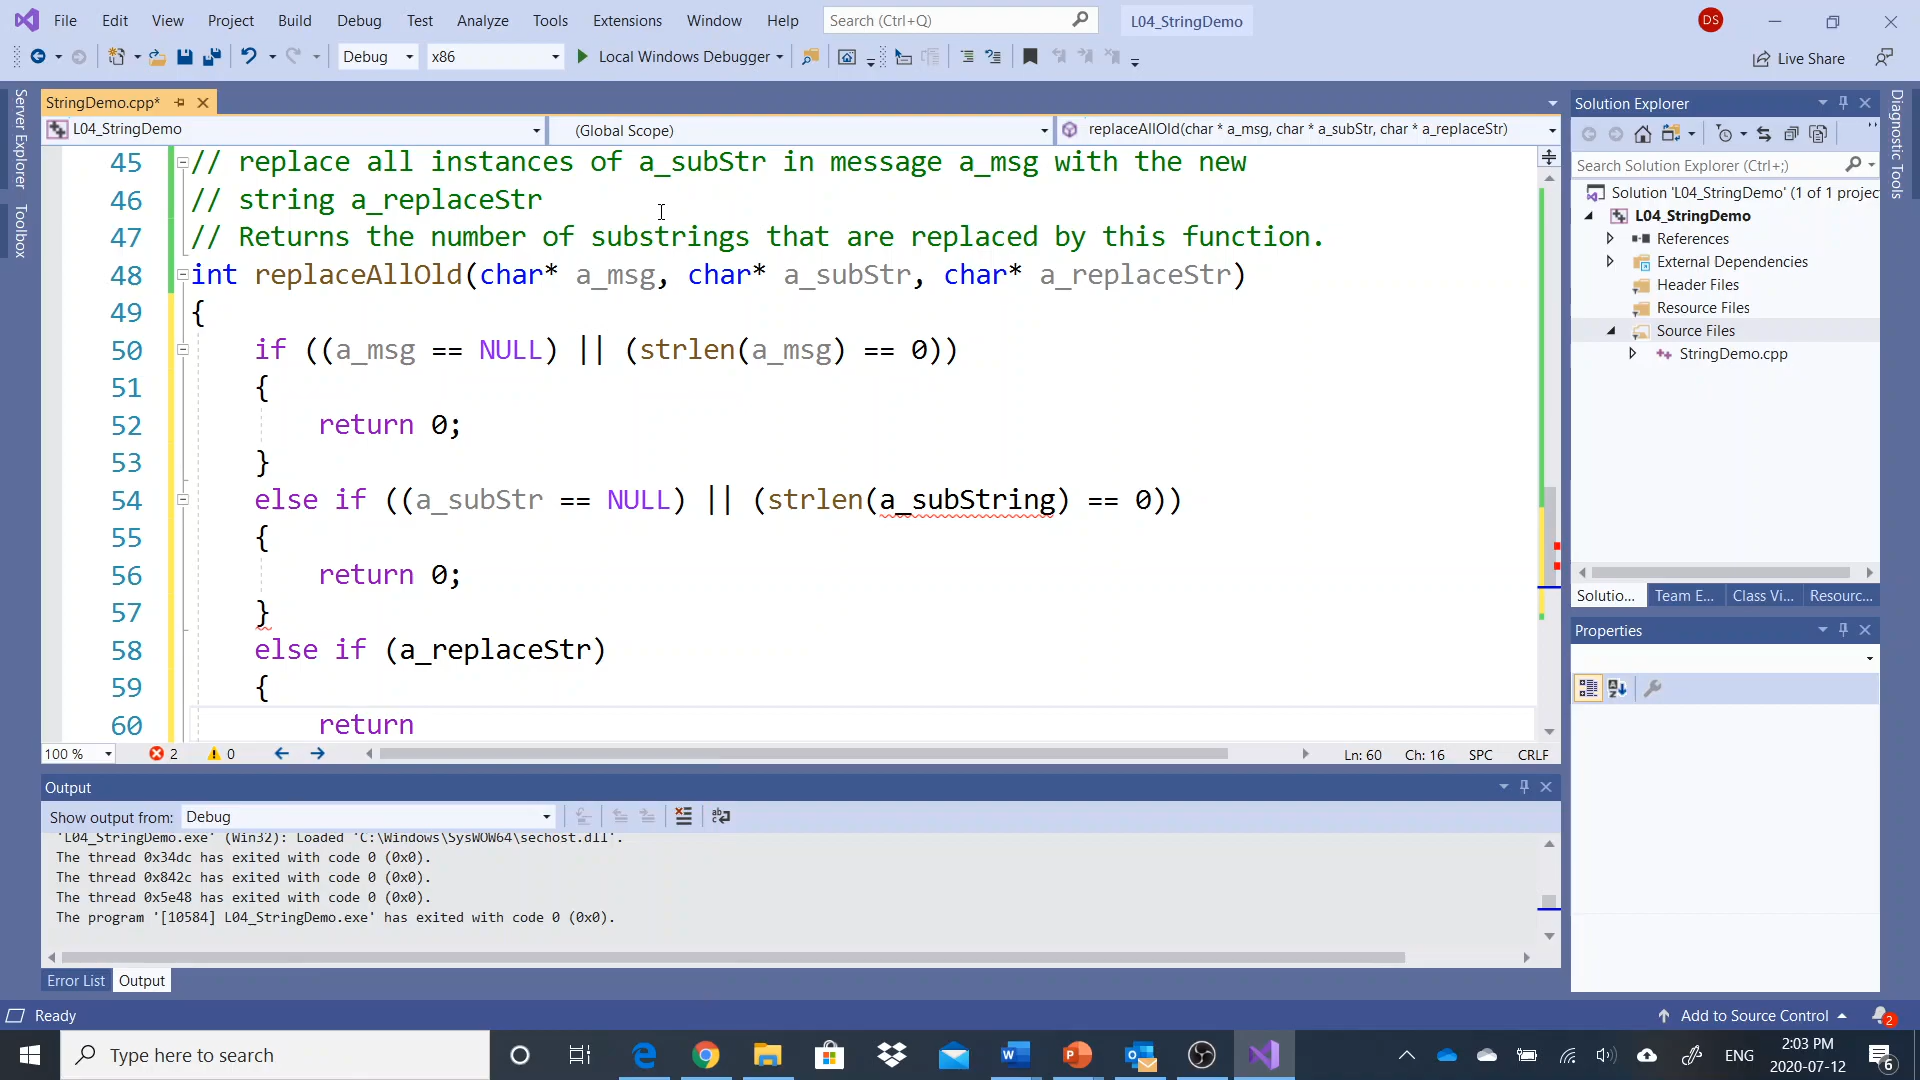 File Edit View Project Build Debug Test Analyze Tools Extensions Window Help Search (Ctrl+Q) L04_StringDemo DS
Debug x86 Local Windows Debugger Live Share
Server Explorer
Toolbox
StringDemo.cpp*
L04_StringDemo (Global Scope) replaceAllOld(char * a_msg, char * a_subStr, char * a_replaceStr)
45 // replace all instances of a_subStr in message a_msg with the new
46 // string a_replaceStr
47 // Returns the number of substrings that are replaced by this function.
48 int replaceAllOld(char* a_msg, char* a_subStr, char* a_replaceStr)
49 {
50 if ((a_msg == NULL) || (strlen(a_msg) == 0))
51 {
52 return 0;
53 }
54 else if ((a_subStr == NULL) || (strlen(a_subString) == 0))
55 {
56 return 0;
57 }
58 else if (a_replaceStr)
59 {
60 return
100 % 2 0 Ln: 60 Ch: 16 SPC CRLF
Output
Show output from: Debug
'L04_StringDemo.exe' (Win32): Loaded 'C:\Windows\SysWOW64\sechost.dll'.
The thread 0x34dc has exited with code 0 (0x0).
The thread 0x842c has exited with code 0 (0x0).
The thread 0x5e48 has exited with code 0 (0x0).
The program '[10584] L04_StringDemo.exe' has exited with code 0 (0x0).
Error List Output
Solution Explorer
Search Solution Explorer (Ctrl+;)
Solution 'L04_StringDemo' (1 of 1 projec
L04_StringDemo
References
External Dependencies
Header Files
Resource Files
Source Files
StringDemo.cpp
Solutio... Team E... Class Vi... Resourc...
Properties
Diagnostic Tools
Ready Add to Source Control 2
Type here to search ENG 2:03 PM 2020-07-12 6